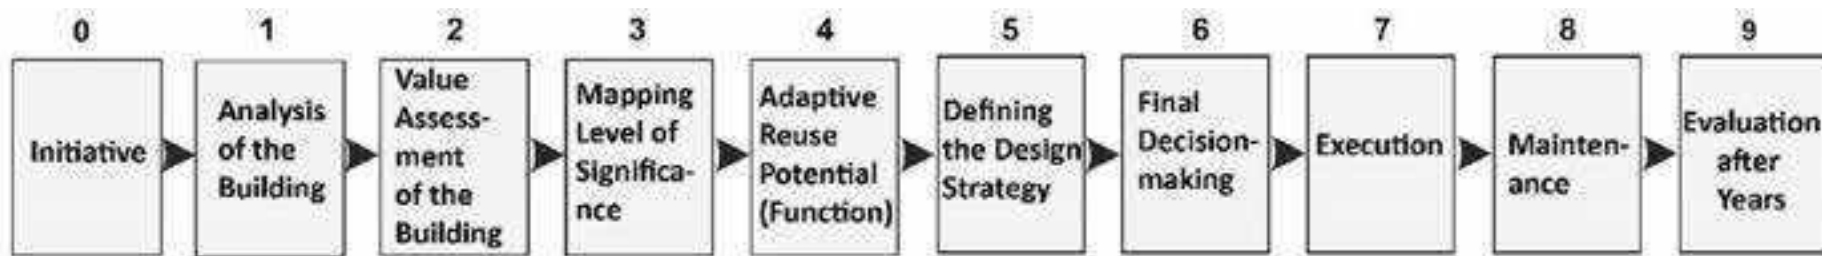 0 1 2 3 4 5 6 7 8 9
Initiative
Analysis
of the
Building
Value
Assess-
ment
of the
Building
Mapping
Level of
Significa-
nce
Adaptive
Reuse
Potential
(Function)
Defining
the Design
Strategy
Final
Decision-
making
Execution
Mainten-
ance
Evaluation
after
Years